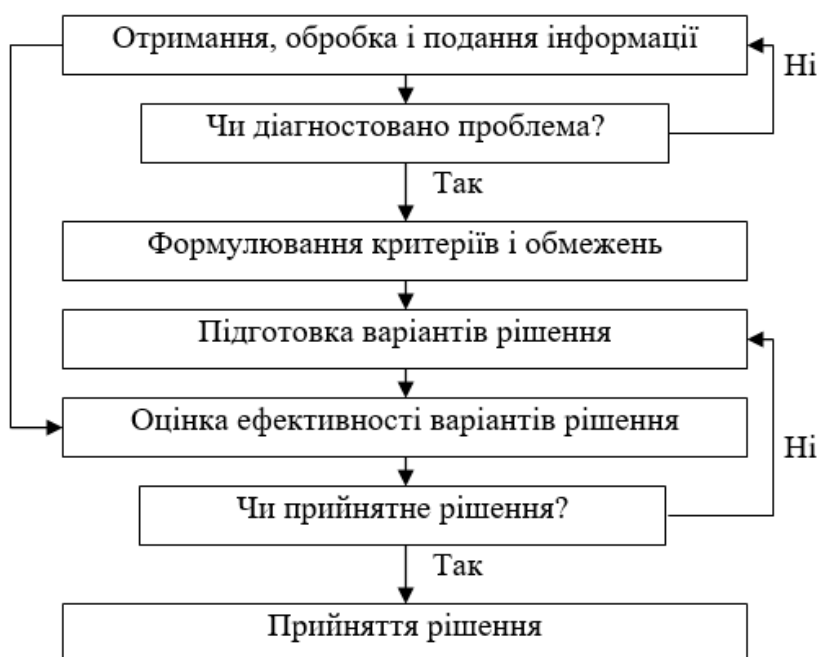 Отримання, обробка і подання інформації
Ні
Чи діагностовано проблема?
Так
Формулювання критеріїв і обмежень
Підготовка варіантів рішення
Оцінка ефективності варіантів рішення
Ні
Чи прийнятне рішення?
Так
Прийняття рішення